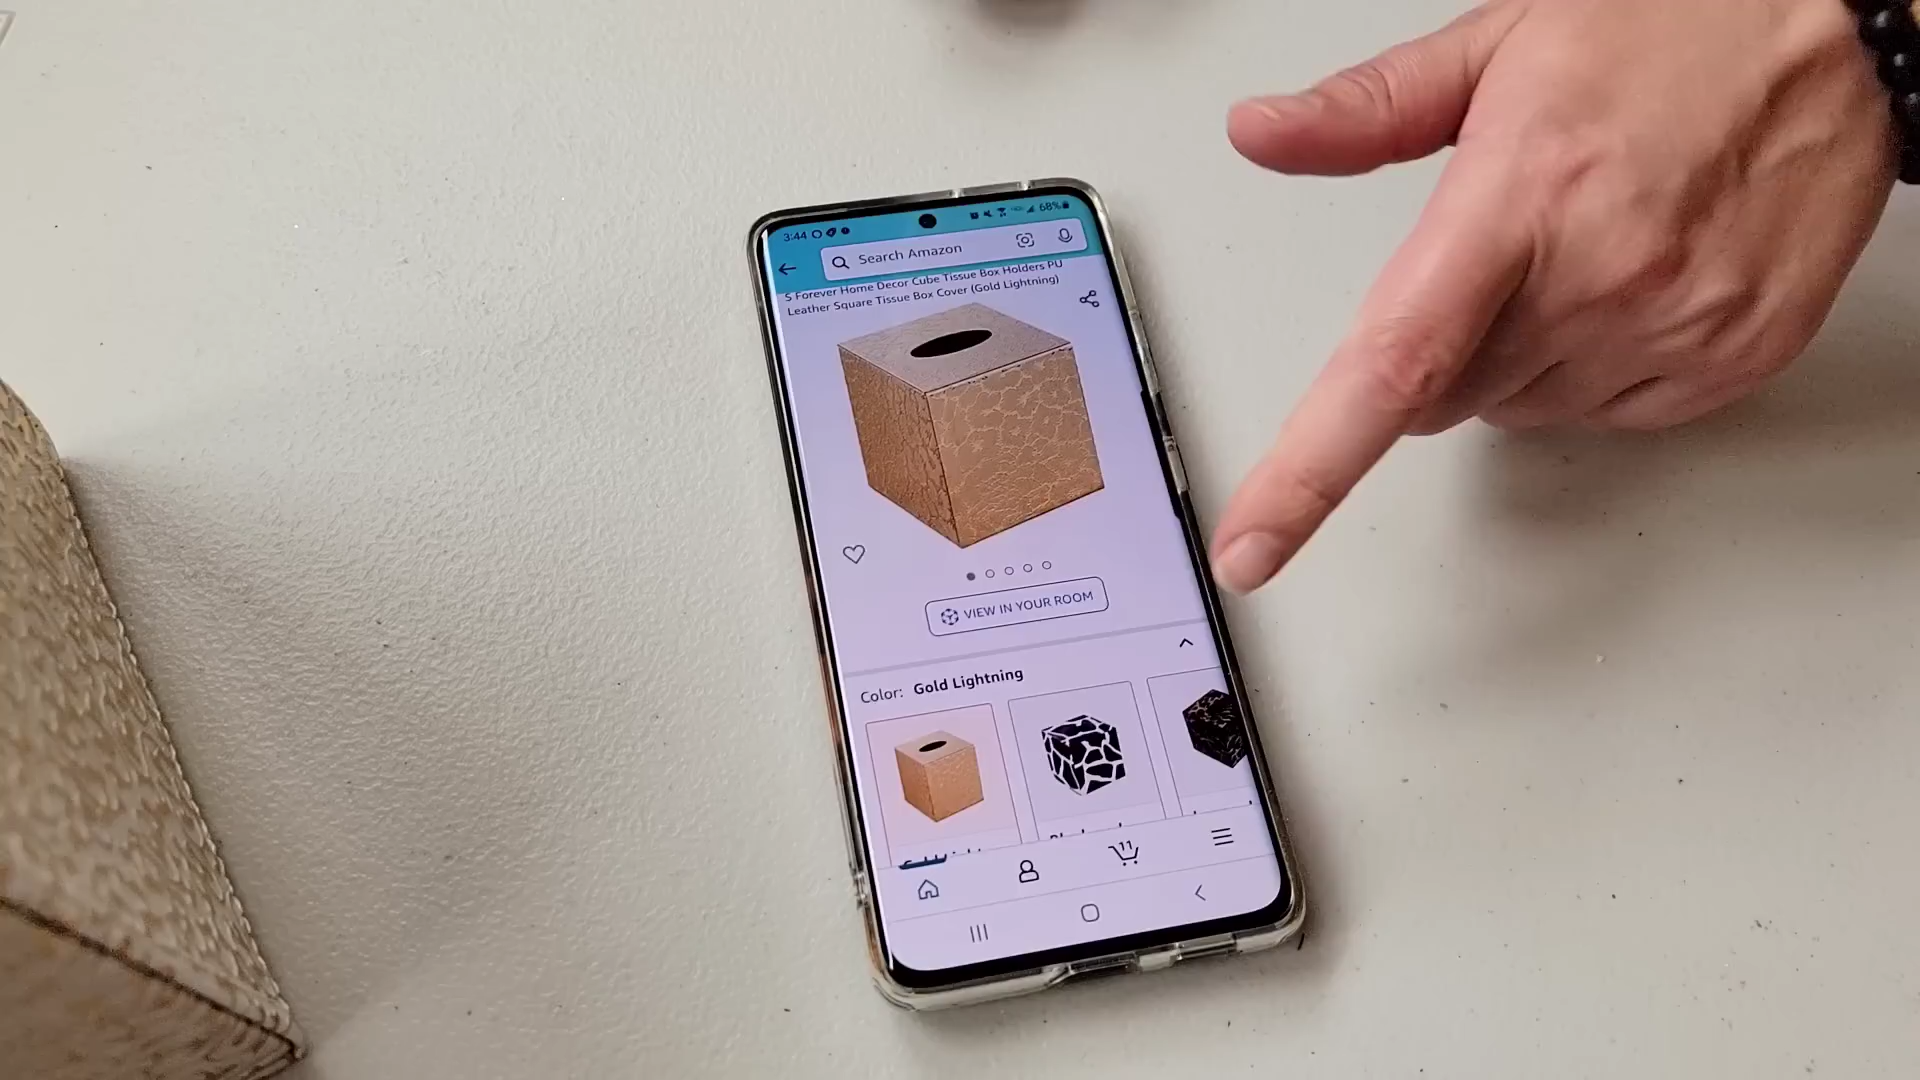 3:44
68%
Search Amazon
S Forever Home Decor Cube Tissue Box Holders PU
Leather Square Tissue Box Cover (Gold Lightning)
VIEW IN YOUR ROOM
Color: Gold Lightning
11